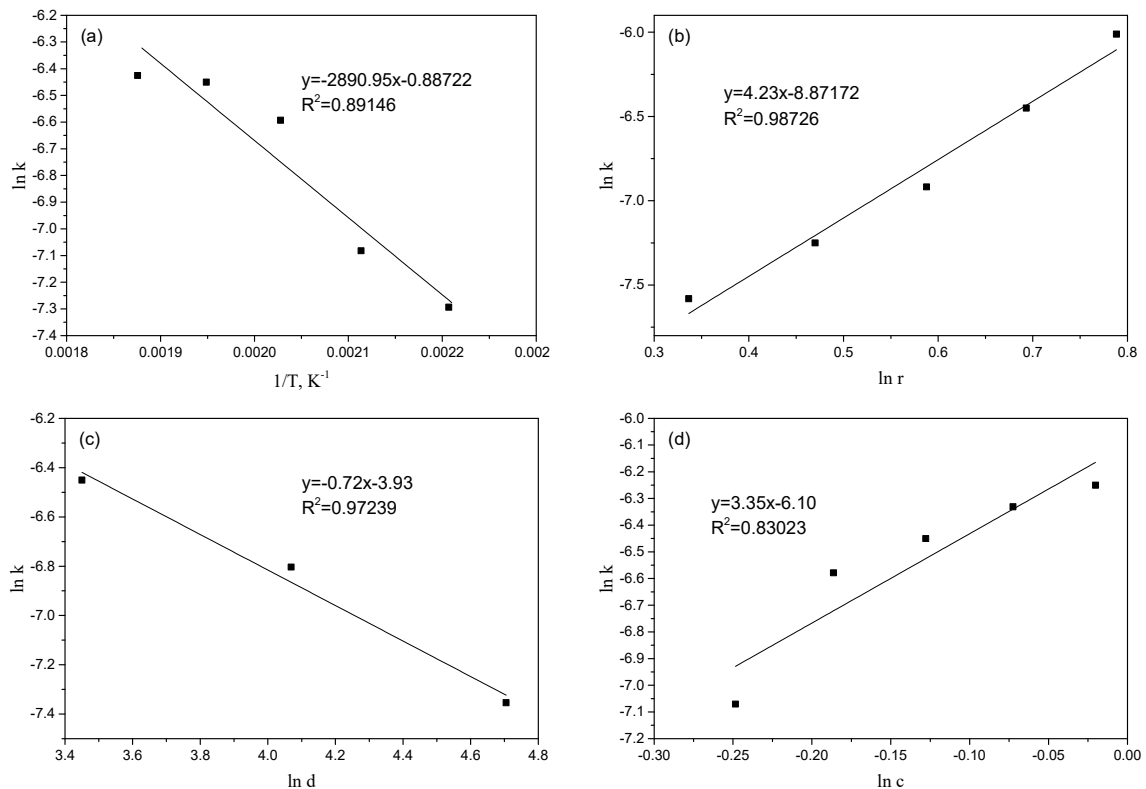 (a)
y=-2890.95x-0.88722
R²=0.89146
-6.2
-6.3
-6.4
-6.5
-6.6
-6.7
-6.8
-6.9
-7.0
-7.1
-7.2
-7.3
-7.4
ln k
0.0018 0.0019 0.0020 0.0021 0.0022 0.002
1/T, K⁻¹
(b)
y=4.23x-8.87172
R²=0.98726
-6.0
-6.5
-7.0
-7.5
ln k
0.3 0.4 0.5 0.6 0.7 0.8
ln r
(c)
y=-0.72x-3.93
R²=0.97239
-6.2
-6.4
-6.6
-6.8
-7.0
-7.2
-7.4
ln k
3.4 3.6 3.8 4.0 4.2 4.4 4.6 4.8
ln d
(d)
y=3.35x-6.10
R²=0.83023
-6.0
-6.1
-6.2
-6.3
-6.4
-6.5
-6.6
-6.7
-6.8
-6.9
-7.0
-7.1
-7.2
ln k
-0.30 -0.25 -0.20 -0.15 -0.10 -0.05 0.00
ln c